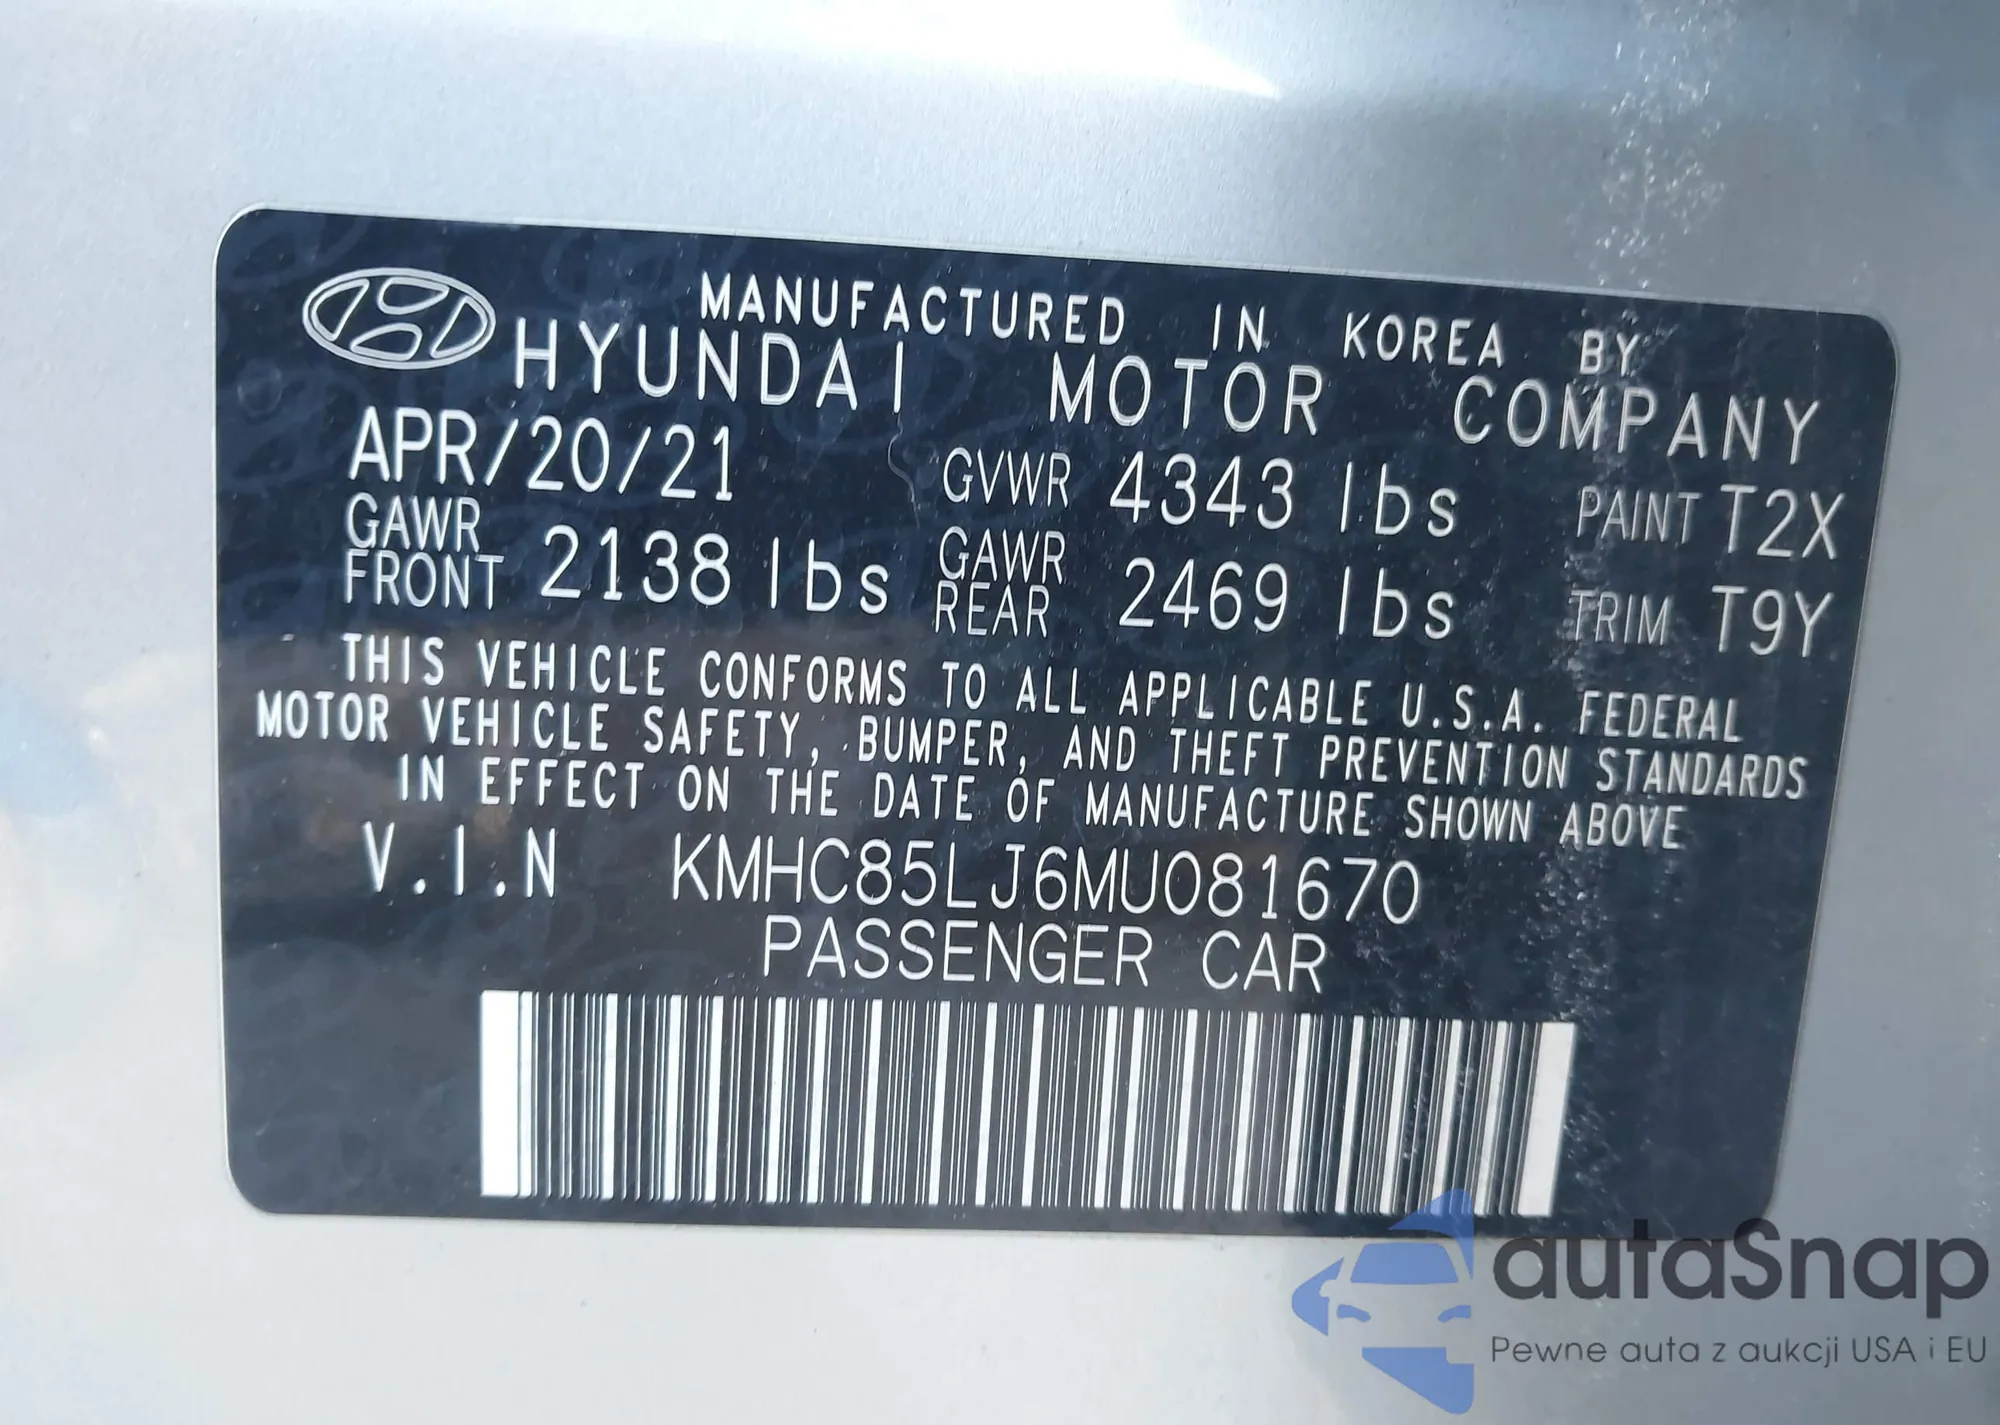 MANUFACTURED IN KOREA BY
HYUNDAI MOTOR COMPANY
APR/20/21 GVWR 4343 lbs PAINT T2X
GAWR FRONT 2138 lbs GAWR REAR 2469 lbs TRIM T9Y
THIS VEHICLE CONFORMS TO ALL APPLICABLE U.S.A. FEDERAL
MOTOR VEHICLE SAFETY, BUMPER, AND THEFT PREVENTION STANDARDS
IN EFFECT ON THE DATE OF MANUFACTURE SHOWN ABOVE
V.I.N KMHC85LJ6MU081670
PASSENGER CAR
autaSnap
Pewne auta z aukcji USA i EU